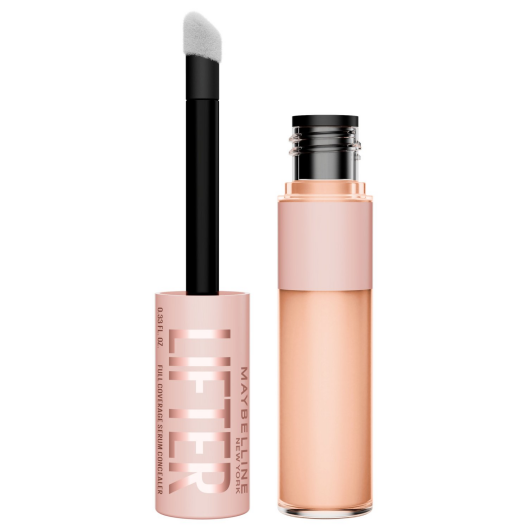 MAYBELLINE
NEW YORK
LIFTER
FULL COVERAGE SERUM CONCEALER
0.33 FL. OZ